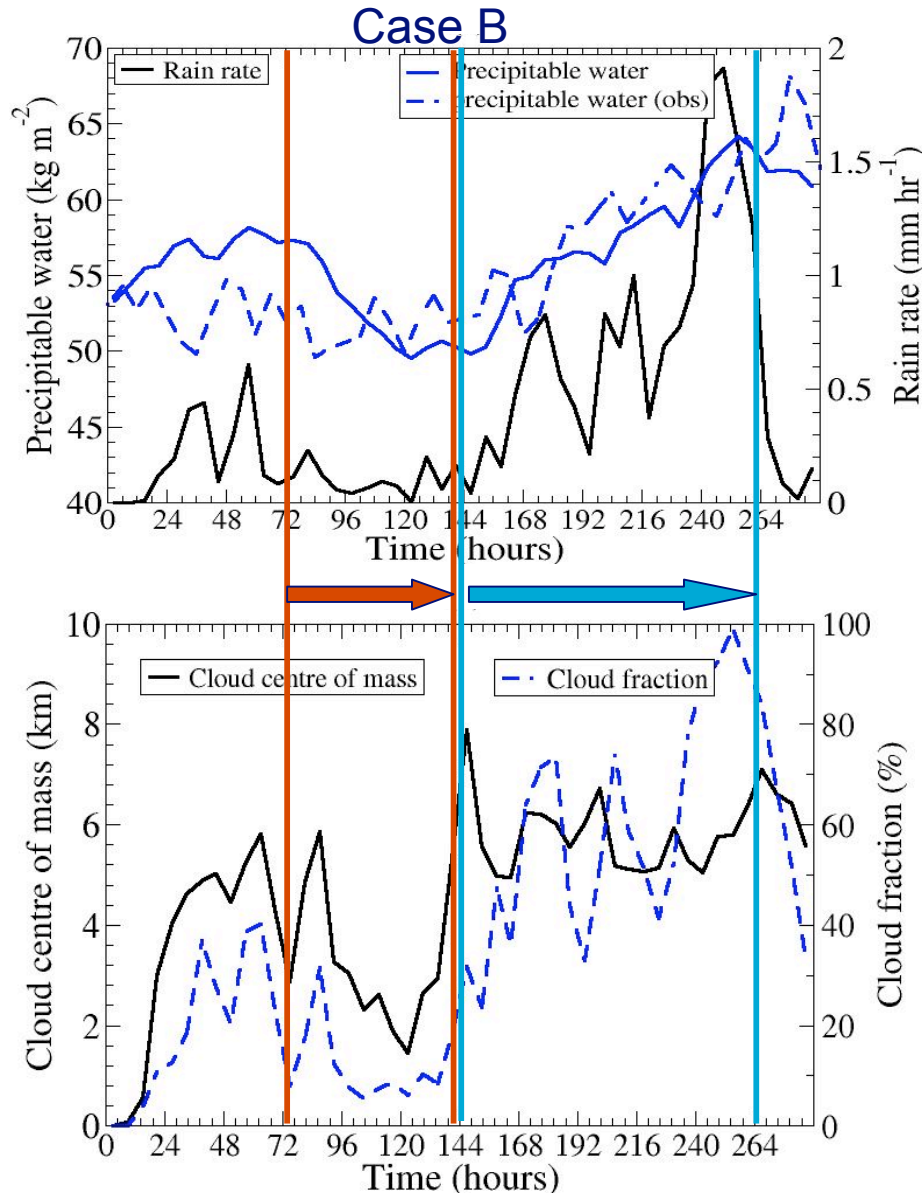 Case B
70
65
60
55
50
45
40
Precipitable water (kg m⁻²)
Rain rate
Precipitable water
precipitable water (obs)
2
1.5
1
0.5
0
Rain rate (mm hr⁻¹)
0 24 48 72 96 120 144 168 192 216 240 264
Time (hours)
10
8
6
4
2
0
Cloud centre of mass (km)
Cloud centre of mass
Cloud fraction
100
80
60
40
20
0
Cloud fraction (%)
0 24 48 72 96 120 144 168 192 216 240 264
Time (hours)